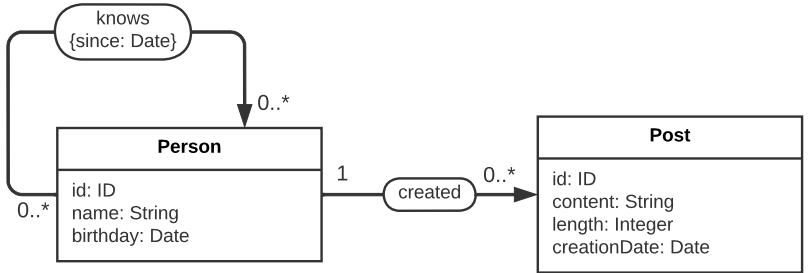 knows
{since: Date}
0..*
Person
id: ID
name: String
birthday: Date
0..*
1
created
0..*
Post
id: ID
content: String
length: Integer
creationDate: Date